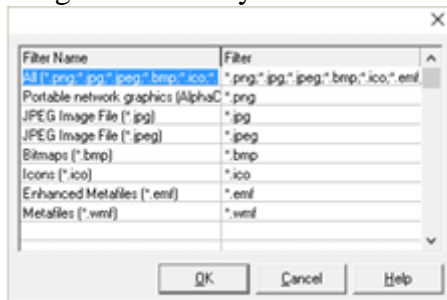 Filter Name Filter
All (*.png;*.jpg;*.jpeg;*.bmp;*.ico;*. *.png;*.jpg;*.jpeg;*.bmp;*.ico;*.emf
Portable network graphics (AlphaC *.png
JPEG Image File (*.jpg) *.jpg
JPEG Image File (*.jpeg) *.jpeg
Bitmaps (*.bmp) *.bmp
Icons (*.ico) *.ico
Enhanced Metafiles (*.emf) *.emf
Metafiles (*.wmf) *.wmf
OK Cancel Help